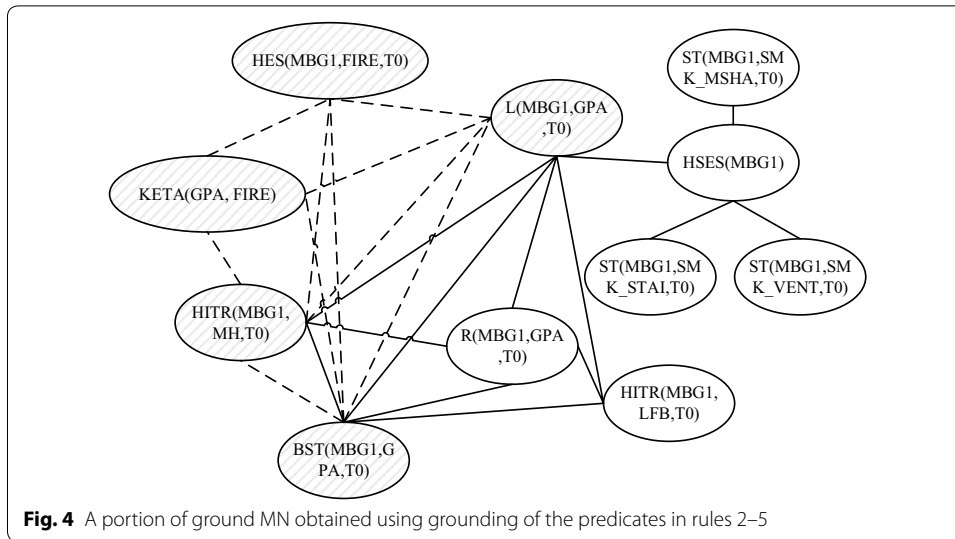 HES(MBG1,FIRE,T0)
ST(MBG1,SM
K_MSHA,T0)
L(MBG1,GPA
,T0)
HSES(MBG1)
KETA(GPA, FIRE)
ST(MBG1,SM
K_STAI,T0)
ST(MBG1,SM
K_VENT,T0)
HITR(MBG1,
MH,T0)
R(MBG1,GPA
,T0)
HITR(MBG1,
LFB,T0)
BST(MBG1,G
PA,T0)
Fig. 4 A portion of ground MN obtained using grounding of the predicates in rules 2–5